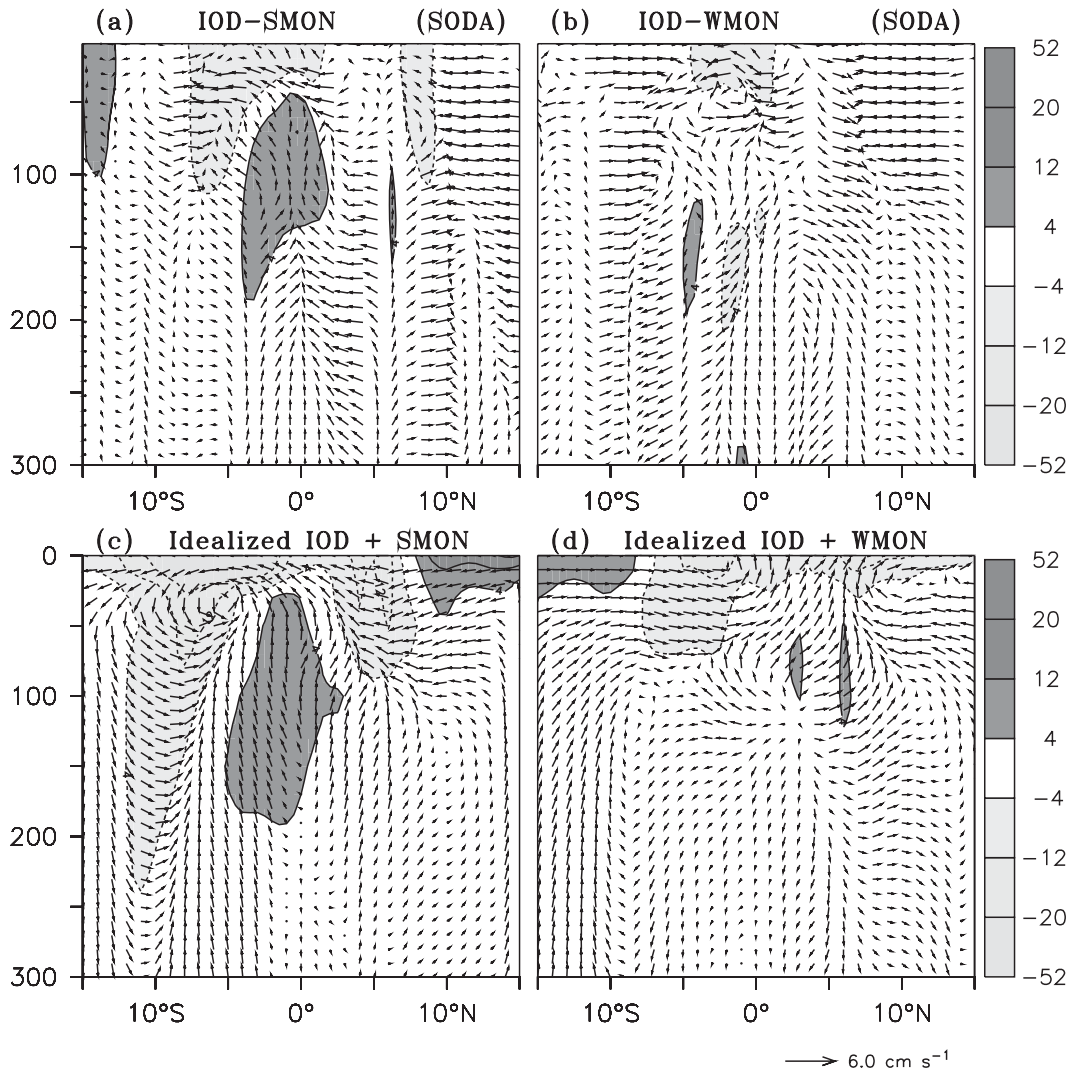 (a) IOD-SMON (SODA)
(b) IOD-WMON (SODA)
100
200
300
10°S 0° 10°N
10°S 0° 10°N
52
20
12
4
-4
-12
-20
-52
(c) Idealized IOD + SMON
(d) Idealized IOD + WMON
0
100
200
300
10°S 0° 10°N
10°S 0° 10°N
52
20
12
4
-4
-12
-20
-52
6.0 cm s⁻¹